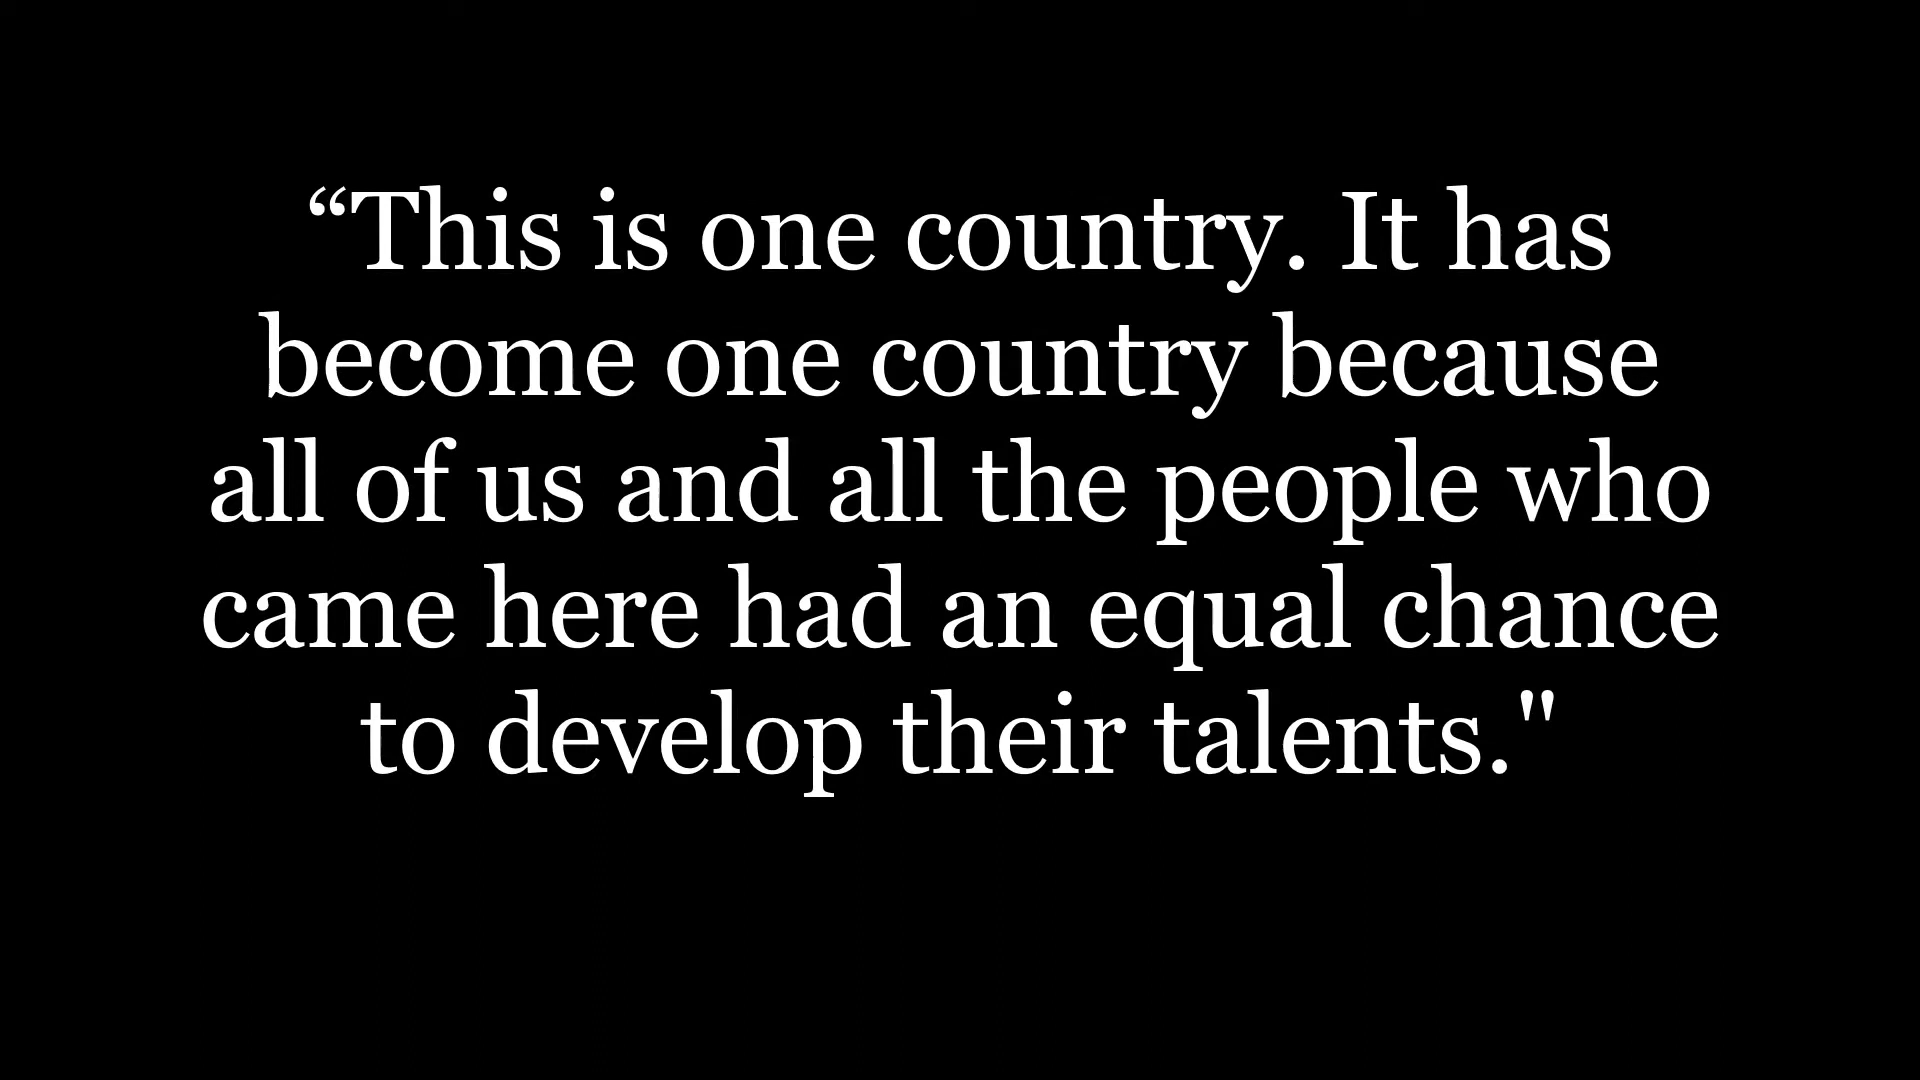 “This is one country. It has
become one country because
all of us and all the people who
came here had an equal chance
to develop their talents."